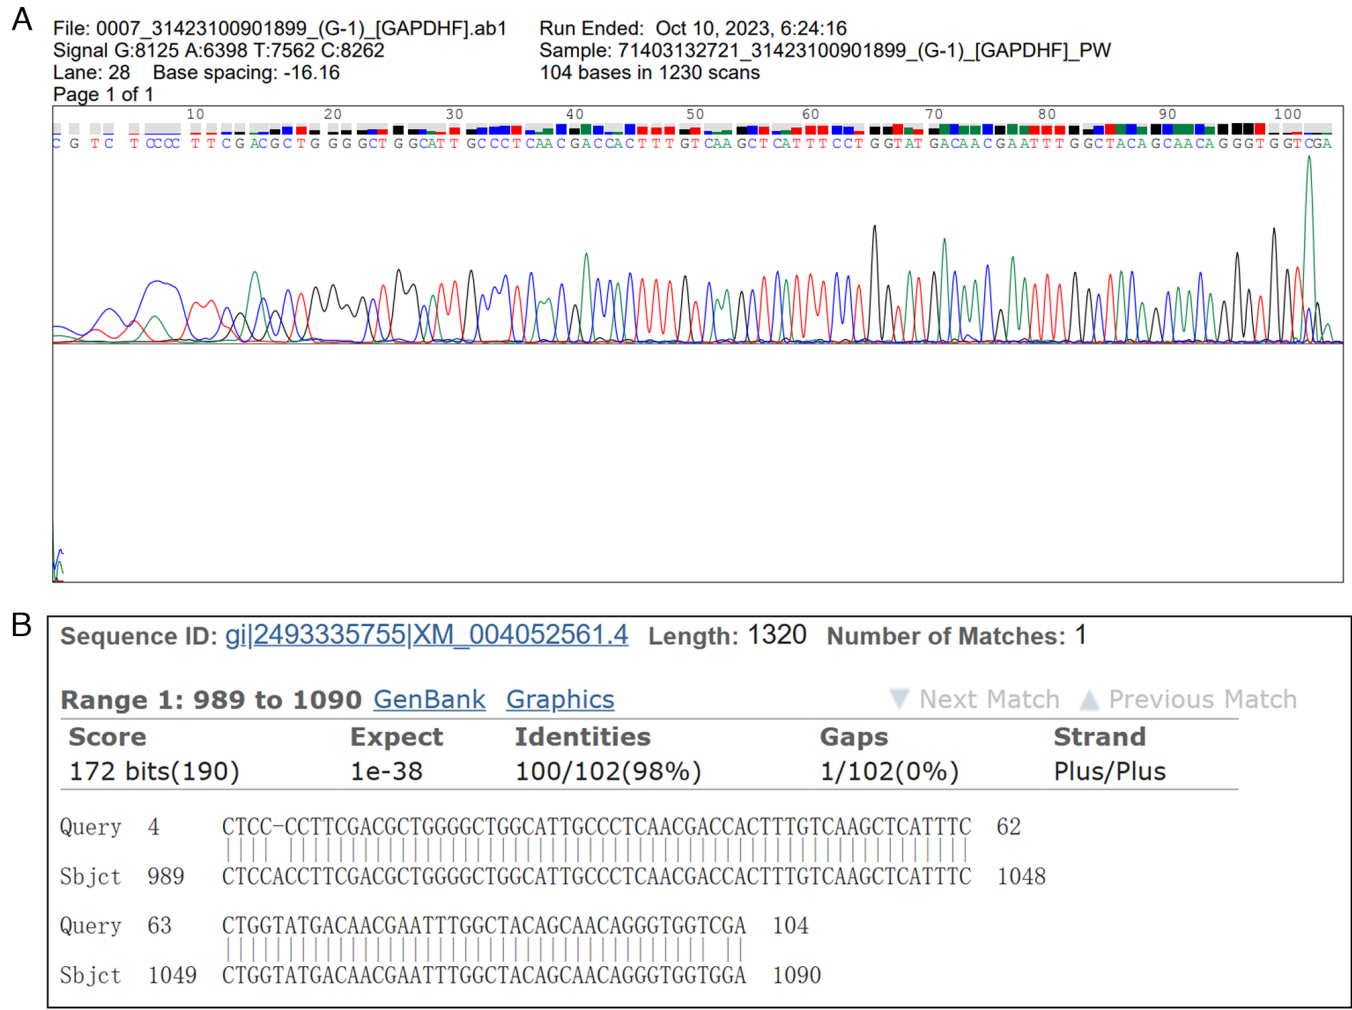 A
File: 0007_31423100901899_(G-1)_[GAPDHF].ab1 Run Ended: Oct 10, 2023, 6:24:16
Signal G:8125 A:6398 T:7562 C:8262 Sample: 71403132721_31423100901899_(G-1)_[GAPDHF]_PW
Lane: 28 Base spacing: -16.16 104 bases in 1230 scans
Page 1 of 1
10 20 30 40 50 60 70 80 90 100
C G T C T CCCC T T CGACGCTGGGGCTGGCATTGCCCTCAACGACCACTTTGTCAAGCTCATTTCCTGGTATGACAACGAATTTGGCTACAGCAACAGGGTGGTCGA
B
Sequence ID: gi|2493335755|XM_004052561.4 Length: 1320 Number of Matches: 1
Range 1: 989 to 1090 GenBank Graphics ▼ Next Match ▲ Previous Match
Score Expect Identities Gaps Strand
172 bits(190) 1e-38 100/102(98%) 1/102(0%) Plus/Plus
Query 4 CTCC-CCTTCGACGCTGGGGCTGGCATTGCCCTCAACGACCACTTTGTCAAGCTCATTTC 62
Sbjct 989 CTCCACCTTCGACGCTGGGGCTGGCATTGCCCTCAACGACCACTTTGTCAAGCTCATTTC 1048
Query 63 CTGGTATGACAACGAATTTGGCTACAGCAACAGGGTGGTCGA 104
Sbjct 1049 CTGGTATGACAACGAATTTGGCTACAGCAACAGGGTGGTGGA 1090